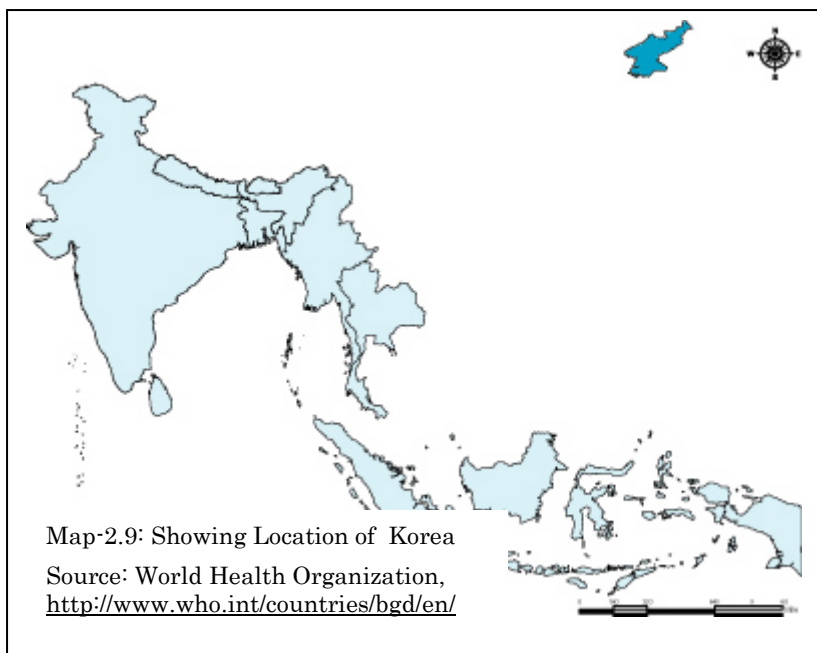 N
W E
S
Map-2.9: Showing Location of Korea
Source: World Health Organization,
http://www.who.int/countries/bgd/en/